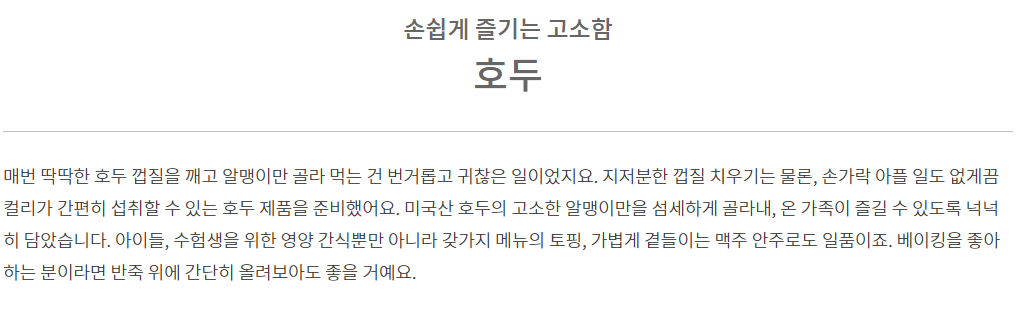 손쉽게 즐기는 고소함
호두
매번 딱딱한 호두 껍질을 깨고 알맹이만 골라 먹는 건 번거롭고 귀찮은 일이었지요. 지저분한 껍질 치우기는 물론, 손가락 아플 일도 없게끔
컬리가 간편히 섭취할 수 있는 호두 제품을 준비했어요. 미국산 호두의 고소한 알맹이만을 섬세하게 골라내, 온 가족이 즐길 수 있도록 넉넉
히 담았습니다. 아이들, 수험생을 위한 영양 간식뿐만 아니라 갖가지 메뉴의 토핑, 가볍게 곁들이는 맥주 안주로도 일품이죠. 베이킹을 좋아
하는 분이라면 반죽 위에 간단히 올려보아도 좋을 거예요.